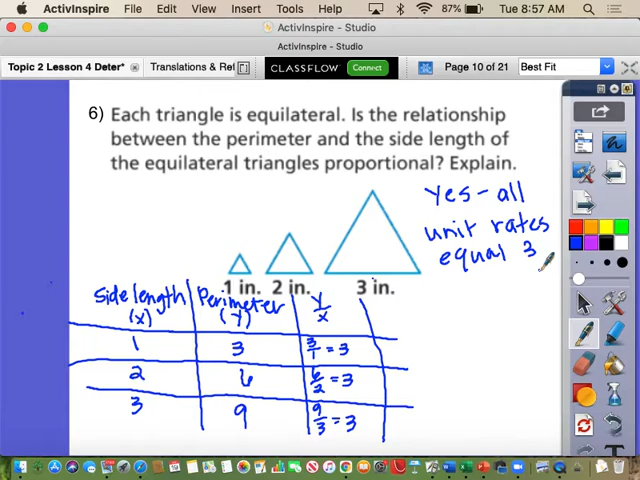 ActivInspire File Edit View Insert Tools Help 87% Tue 8:57 AM
ActivInspire - Studio
ActivInspire - Studio
Topic 2 Lesson 4 Deter* Translations & Ref CLASSFLOW Connect Page 10 of 21 Best Fit
6) Each triangle is equilateral. Is the relationship
between the perimeter and the side length of
the equilateral triangles proportional? Explain.
yes - all
unit rates
equal 3
1 in. 2 in. 3 in.
Side length Perimeter Y/X
(X) (Y)
1 3 3/1 = 3
2 6 6/2 = 3
3 9 9/3 = 3